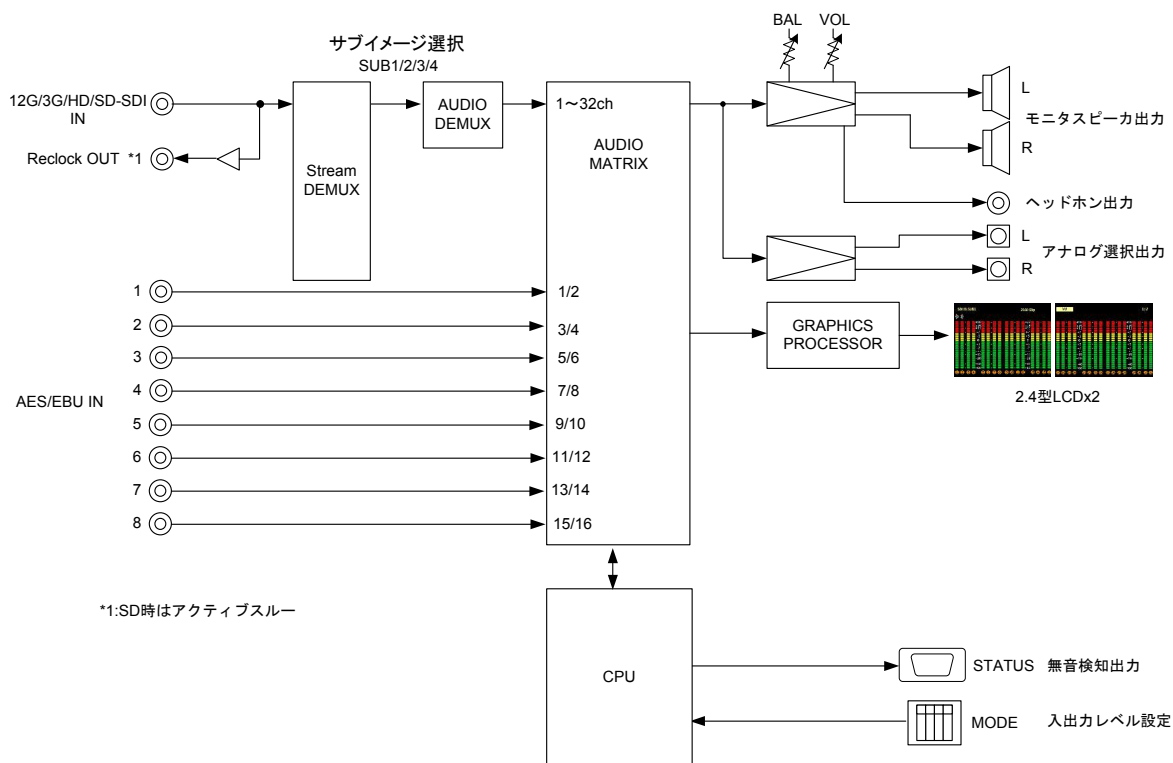 サブイメージ選択
SUB1/2/3/4
BAL VOL
12G/3G/HD/SD-SDI
IN
Reclock OUT *1
Stream
DEMUX
AUDIO
DEMUX
1～32ch
AUDIO
MATRIX
L
モニタスピーカ出力
R
ヘッドホン出力
L
アナログ選択出力
R
AES/EBU IN
1
2
3
4
5
6
7
8
1/2
3/4
5/6
7/8
9/10
11/12
13/14
15/16
GRAPHICS
PROCESSOR
2.4型LCDx2
*1:SD時はアクティブスルー
CPU
STATUS 無音検知出力
MODE 入出力レベル設定